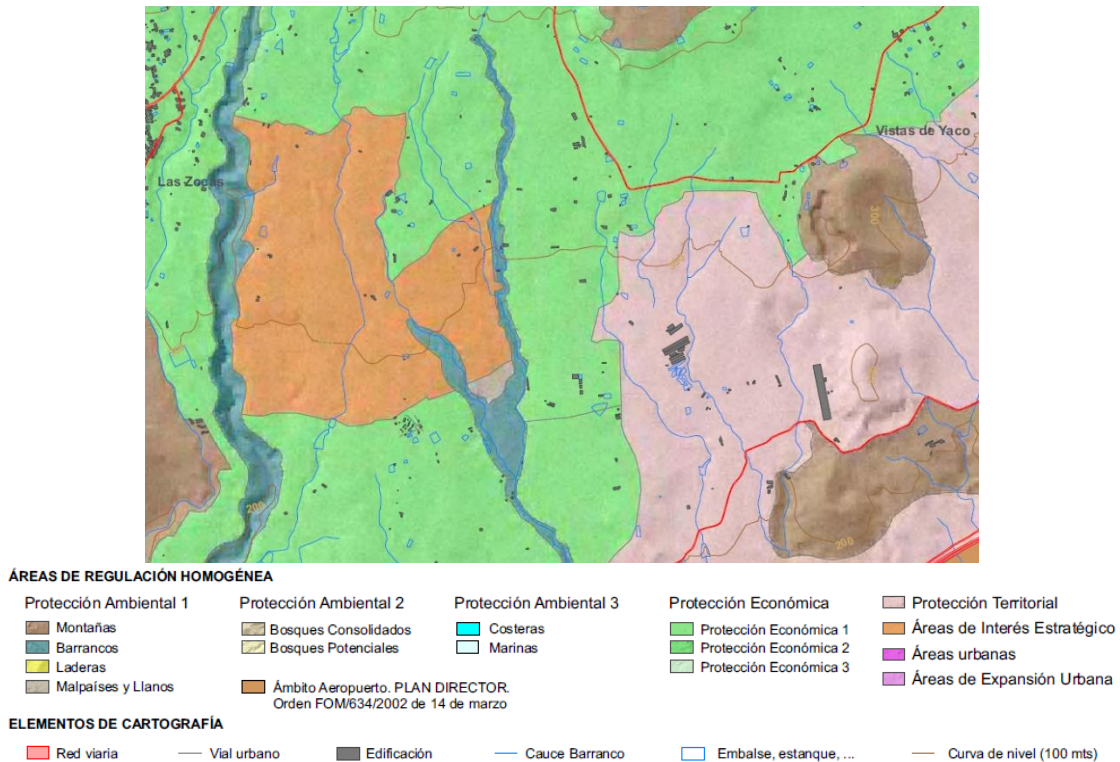 Vistas de Yaco
Las Zocas
300
200
200
ÁREAS DE REGULACIÓN HOMOGÉNEA
Protección Ambiental 1
Montañas
Barrancos
Laderas
Malpaíses y Llanos
Protección Ambiental 2
Bosques Consolidados
Bosques Potenciales
Ámbito Aeropuerto. PLAN DIRECTOR.
Orden FOM/634/2002 de 14 de marzo
Protección Ambiental 3
Costeras
Marinas
Protección Económica
Protección Económica 1
Protección Económica 2
Protección Económica 3
Protección Territorial
Áreas de Interés Estratégico
Áreas urbanas
Áreas de Expansión Urbana
ELEMENTOS DE CARTOGRAFÍA
Red viaria
Vial urbano
Edificación
Cauce Barranco
Embalse, estanque, ...
Curva de nivel (100 mts)